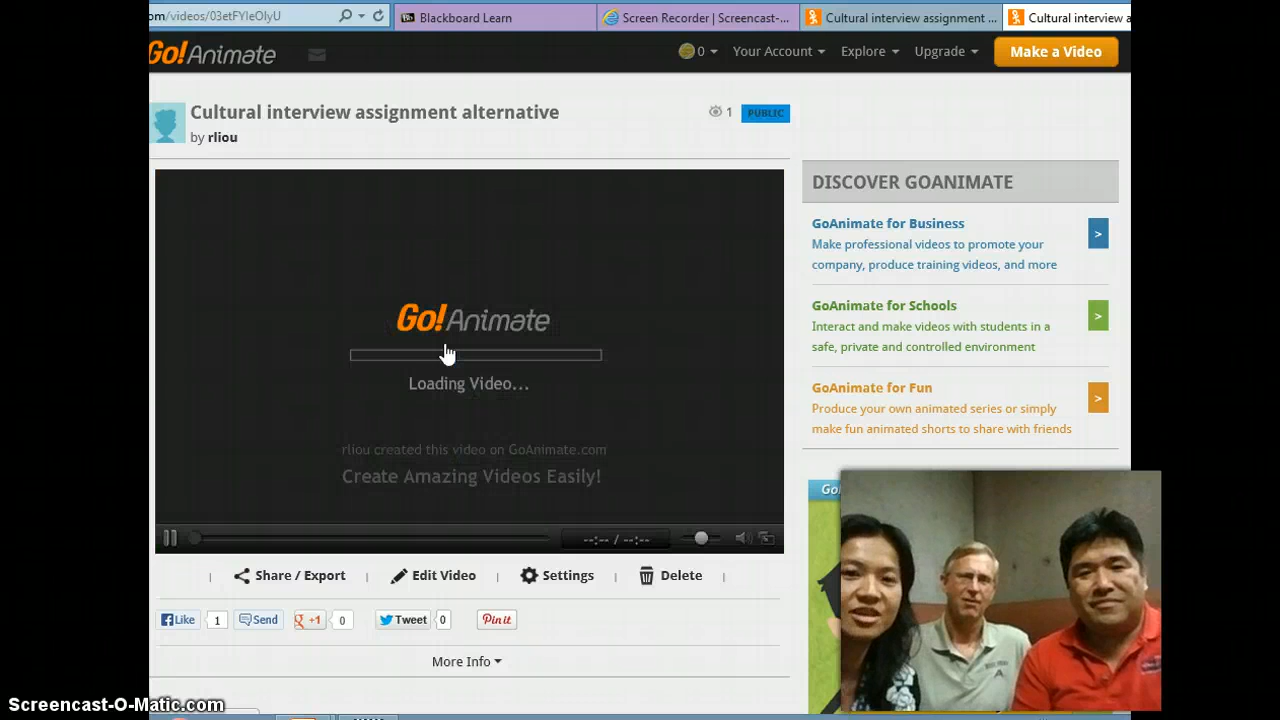 om/videos/03etFYIeOlyU
Blackboard Learn
Screen Recorder | Screencast-...
Cultural interview assignment ...
Cultural interview a
Go!Animate
0
Your Account
Explore
Upgrade
Make a Video
Cultural interview assignment alternative
1
PUBLIC
by rliou
Go!Animate
Loading Video...
rliou created this video on GoAnimate.com
Create Amazing Videos Easily!
--:-- / --:--
Share / Export
Edit Video
Settings
Delete
Like
1
Send
+1
0
Tweet
0
Pin it
More Info
DISCOVER GOANIMATE
GoAnimate for Business
Make professional videos to promote your
company, produce training videos, and more
>
GoAnimate for Schools
Interact and make videos with students in a
safe, private and controlled environment
>
GoAnimate for Fun
Produce your own animated series or simply
make fun animated shorts to share with friends
>
Go
Screencast-O-Matic.com